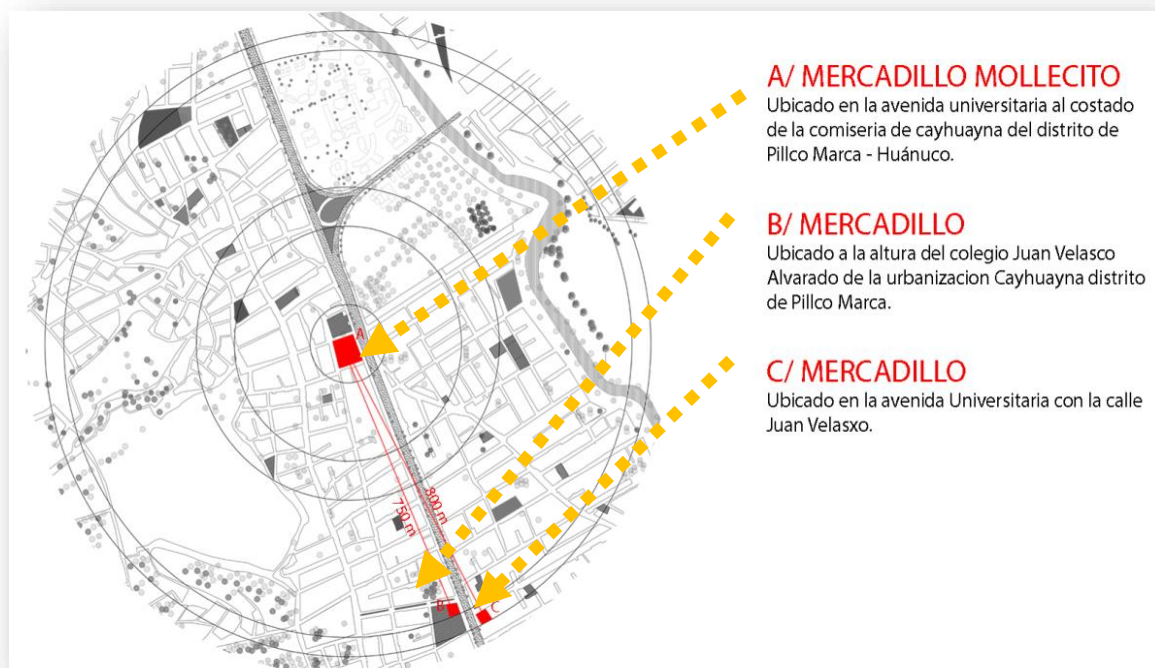 A/ MERCADILLO MOLLECITO
Ubicado en la avenida universitaria al costado
de la comiseria de cayhuayna del distrito de
Pillco Marca - Huánuco.
B/ MERCADILLO
Ubicado a la altura del colegio Juan Velasco
Alvarado de la urbanizacion Cayhuayna distrito
de Pillco Marca.
C/ MERCADILLO
Ubicado en la avenida Universitaria con la calle
Juan Velasxo.
A
800 m
750 m
B
C